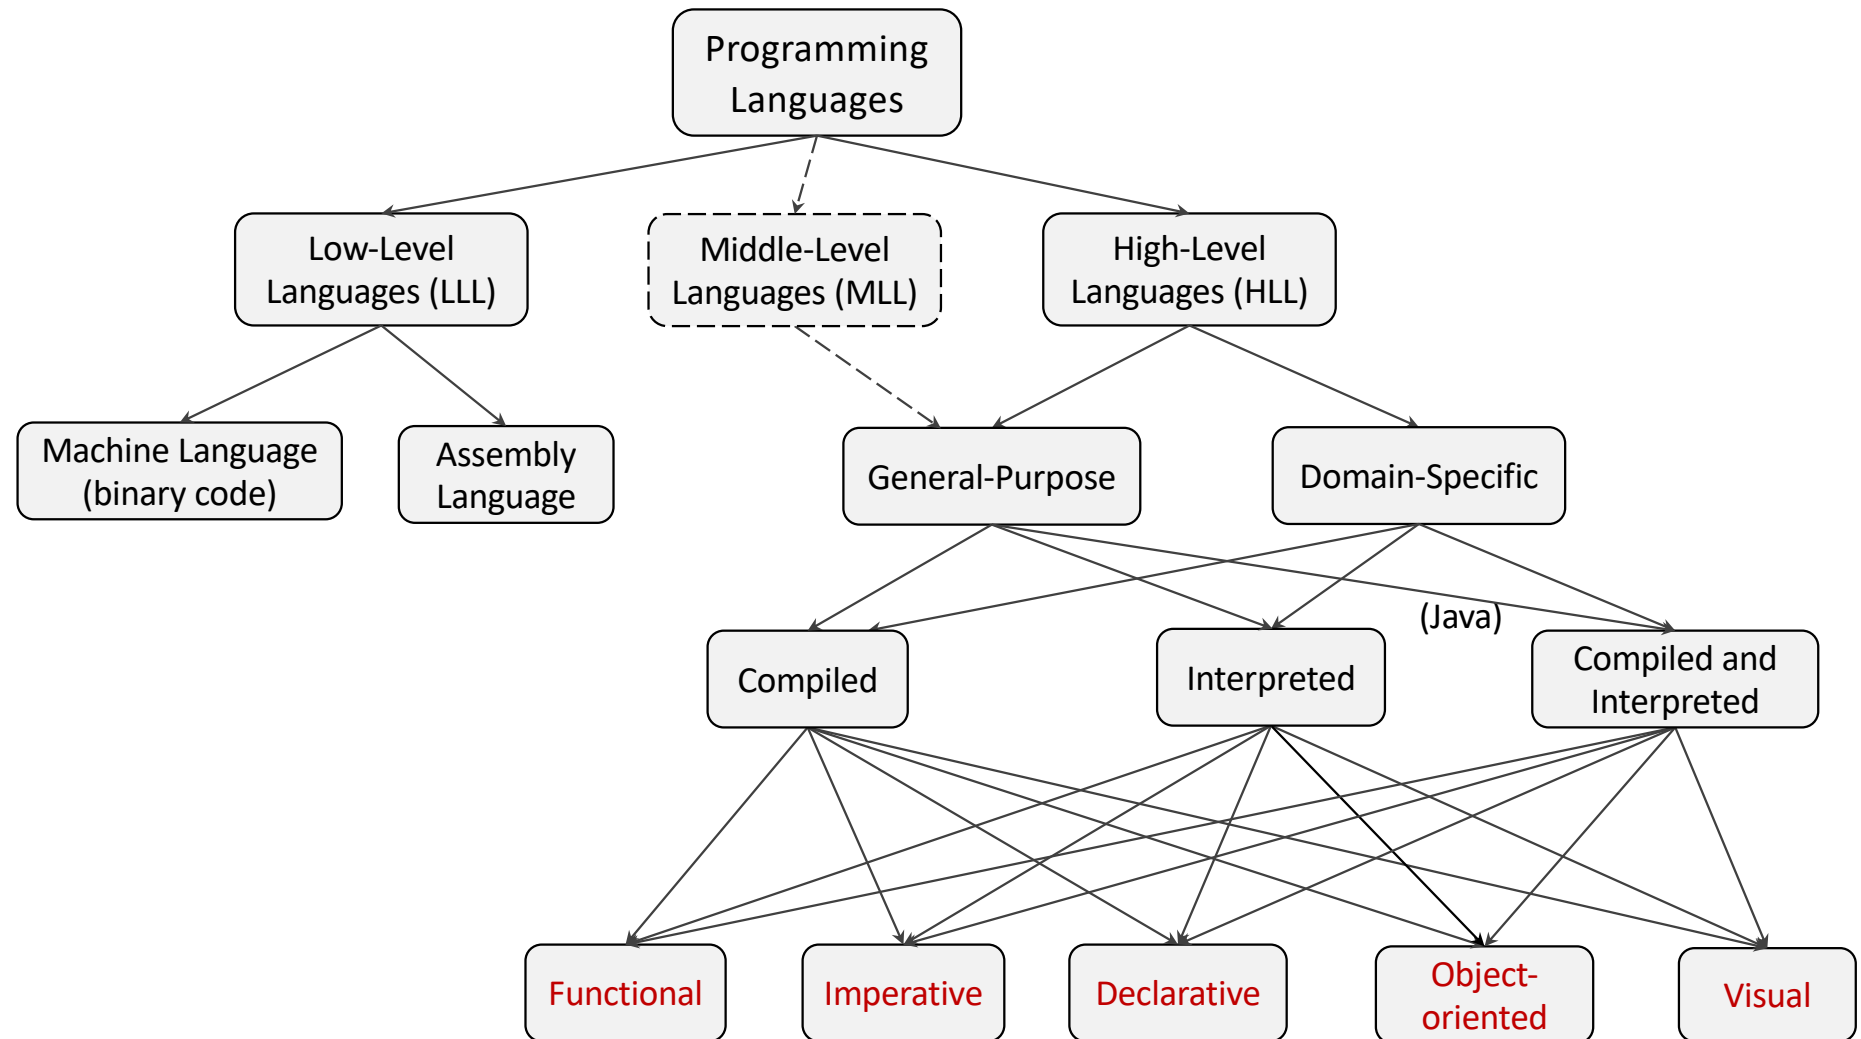 Programming
Languages
Low-Level
Languages (LLL)
Middle-Level
Languages (MLL)
High-Level
Languages (HLL)
Machine Language
(binary code)
Assembly
Language
General-Purpose
Domain-Specific
(Java)
Compiled
Interpreted
Compiled and
Interpreted
Functional
Imperative
Declarative
Object-
oriented
Visual